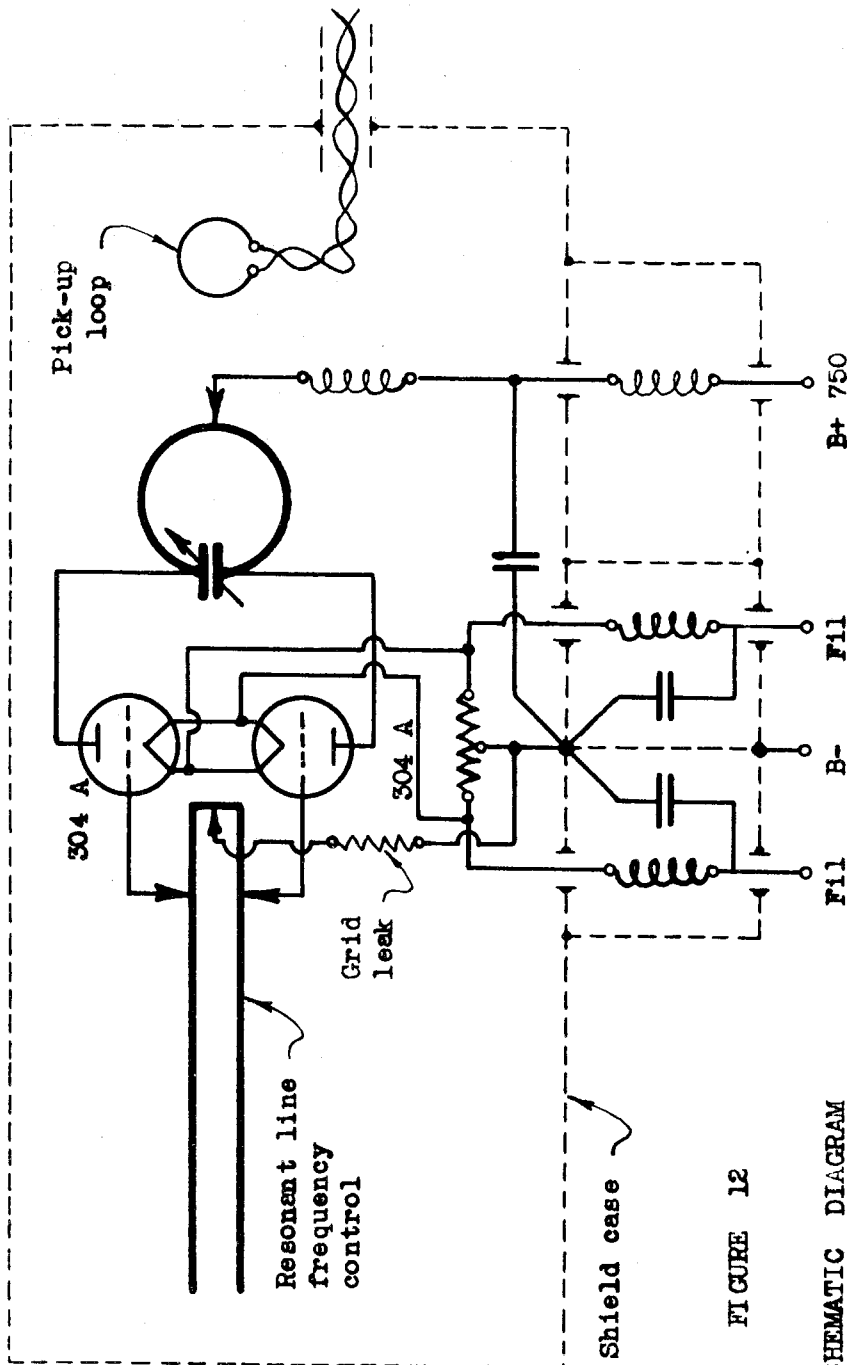 Pick-up
loop
304 A
304 A
Grid
leak
Resonant line
frequency
control
Shield case
Fil
B-
Fil
B+ 750
FIGURE 12
HEMATIC DIAGRAM